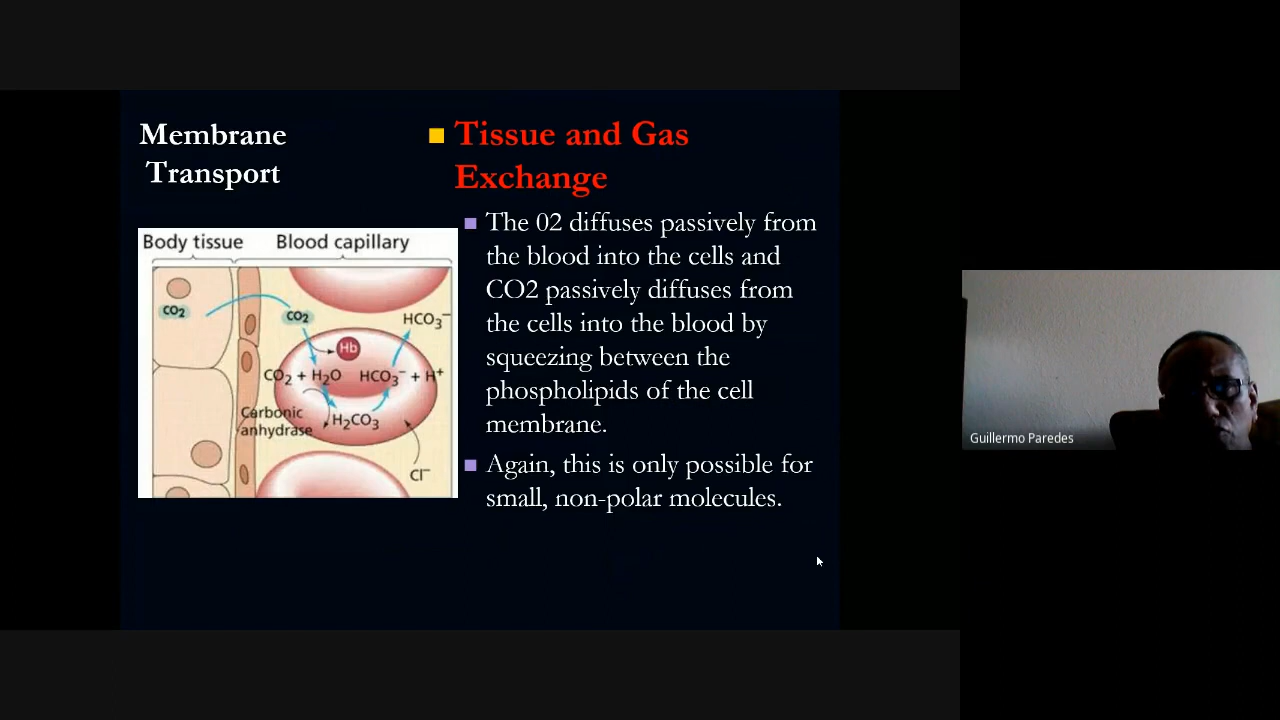 Membrane
Transport
Tissue and Gas
Exchange
The 02 diffuses passively from
the blood into the cells and
CO2 passively diffuses from
the cells into the blood by
squeezing between the
phospholipids of the cell
membrane.
Again, this is only possible for
small, non-polar molecules.
Body tissue
Blood capillary
CO₂
CO₂
HCO₃⁻
Hb
CO₂ + H₂O
HCO₃⁻ + H⁺
Carbonic
anhydrase
H₂CO₃
Cl⁻
Guillermo Paredes